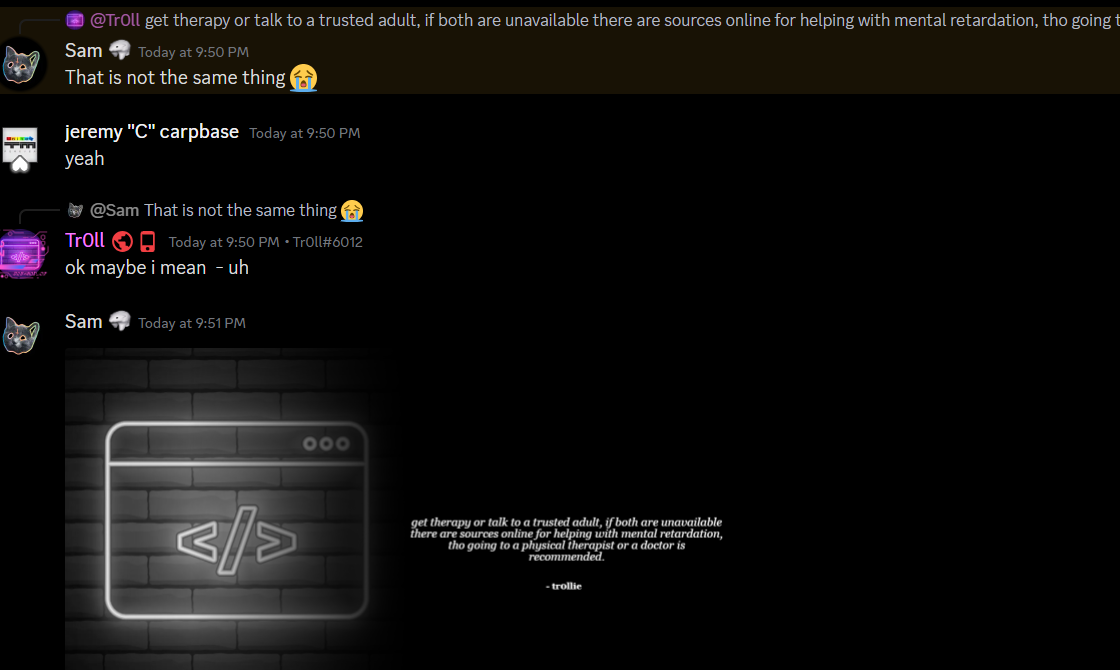 @Tr0ll get therapy or talk to a trusted adult, if both are unavailable there are sources online for helping with mental retardation, tho going t
Sam Today at 9:50 PM
That is not the same thing 😭
jeremy "C" carpbase Today at 9:50 PM
yeah
@Sam That is not the same thing 😭
Tr0ll Today at 9:50 PM • Tr0ll#6012
ok maybe i mean - uh
Sam Today at 9:51 PM
</>
get therapy or talk to a trusted adult, if both are unavailable
there are sources online for helping with mental retardation,
tho going to a physical therapist or a doctor is
recommended.
- trollie